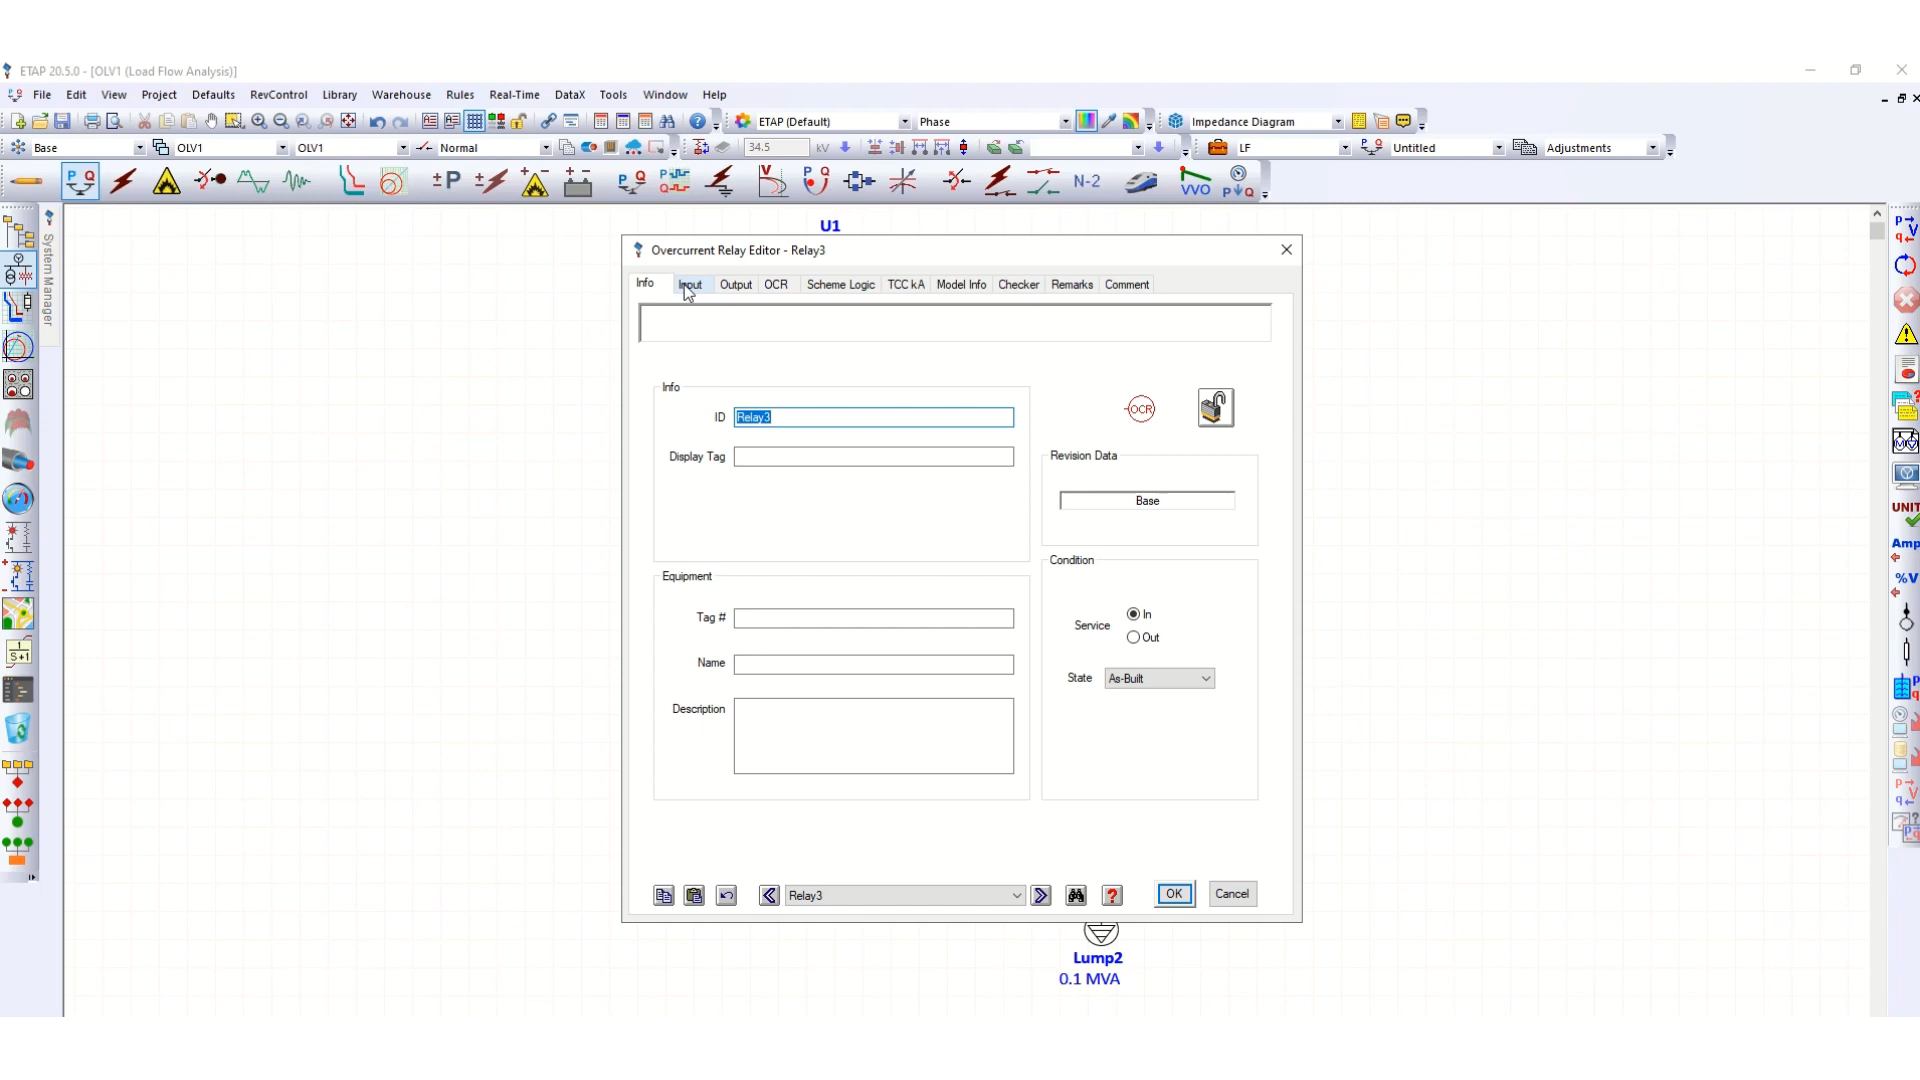 ETAP 20.5.0 - [OLV1 (Load Flow Analysis)]
File Edit View Project Defaults RevControl Library Warehouse Rules Real-Time DataX Tools Window Help
ETAP (Default) Phase Impedance Diagram
Base OLV1 OLV1 Normal 34.5 kV LF Untitled Adjustments
P Q P P Q P Q V P Q N-2 VVO P Q
System Manager
U1
Overcurrent Relay Editor - Relay3
Info Input Output OCR Scheme Logic TCC kA Model Info Checker Remarks Comment
Info
ID Relay3
OCR
Display Tag
Revision Data
Base
Condition
Equipment
Service In
Out
Tag #
Name
State As-Built
Description
Relay3 OK Cancel
Lump2
0.1 MVA
UNIT
Amp
%V
1
S+1